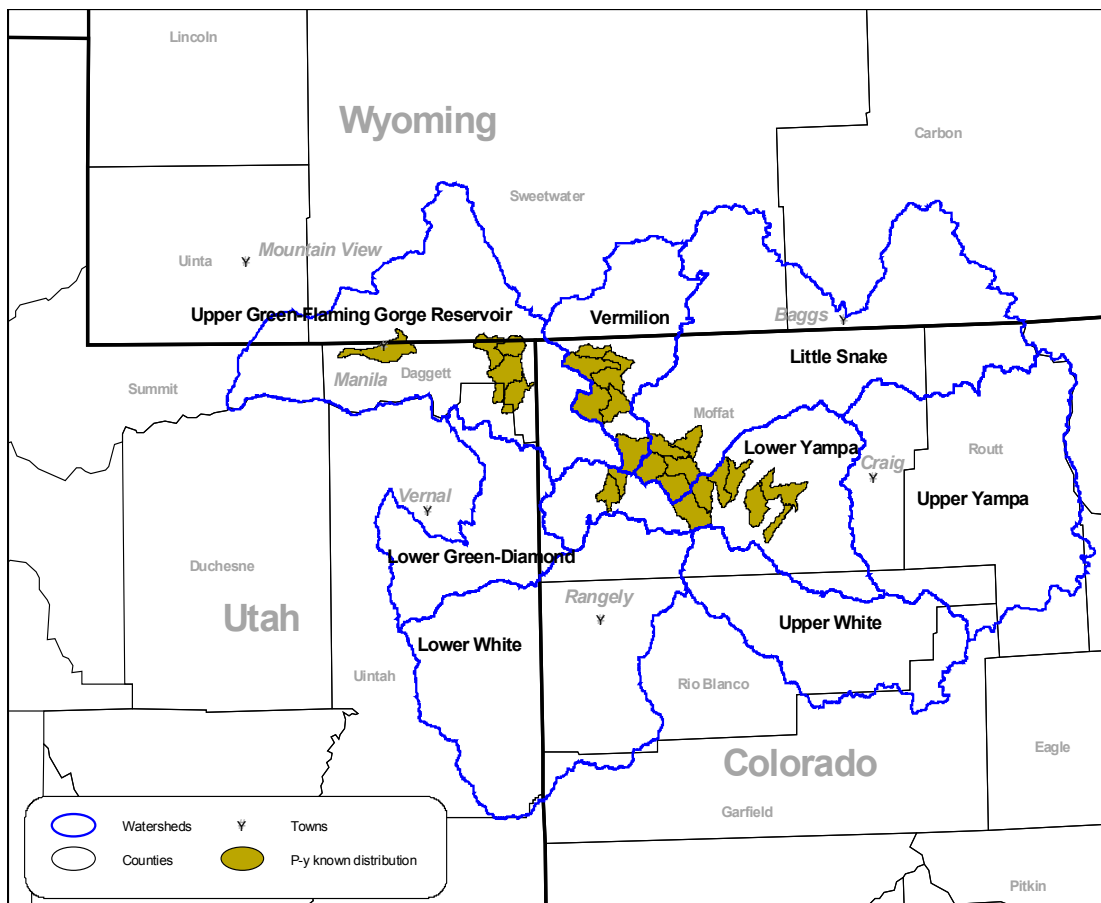 Lincoln
Wyoming
Carbon
Sweetwater
Uinta
Mountain View
Upper Green-Flaming Gorge Reservoir
Vermilion
Baggs
Little Snake
Manila
Daggett
Summit
Moffat
Lower Yampa
Craig
Routt
Upper Yampa
Vernal
Lower Green-Diamond
Duchesne
Rangely
Utah
Upper White
Lower White
Uintah
Rio Blanco
Colorado
Eagle
Garfield
Watersheds
Towns
Counties
P-y known distribution
Pitkin